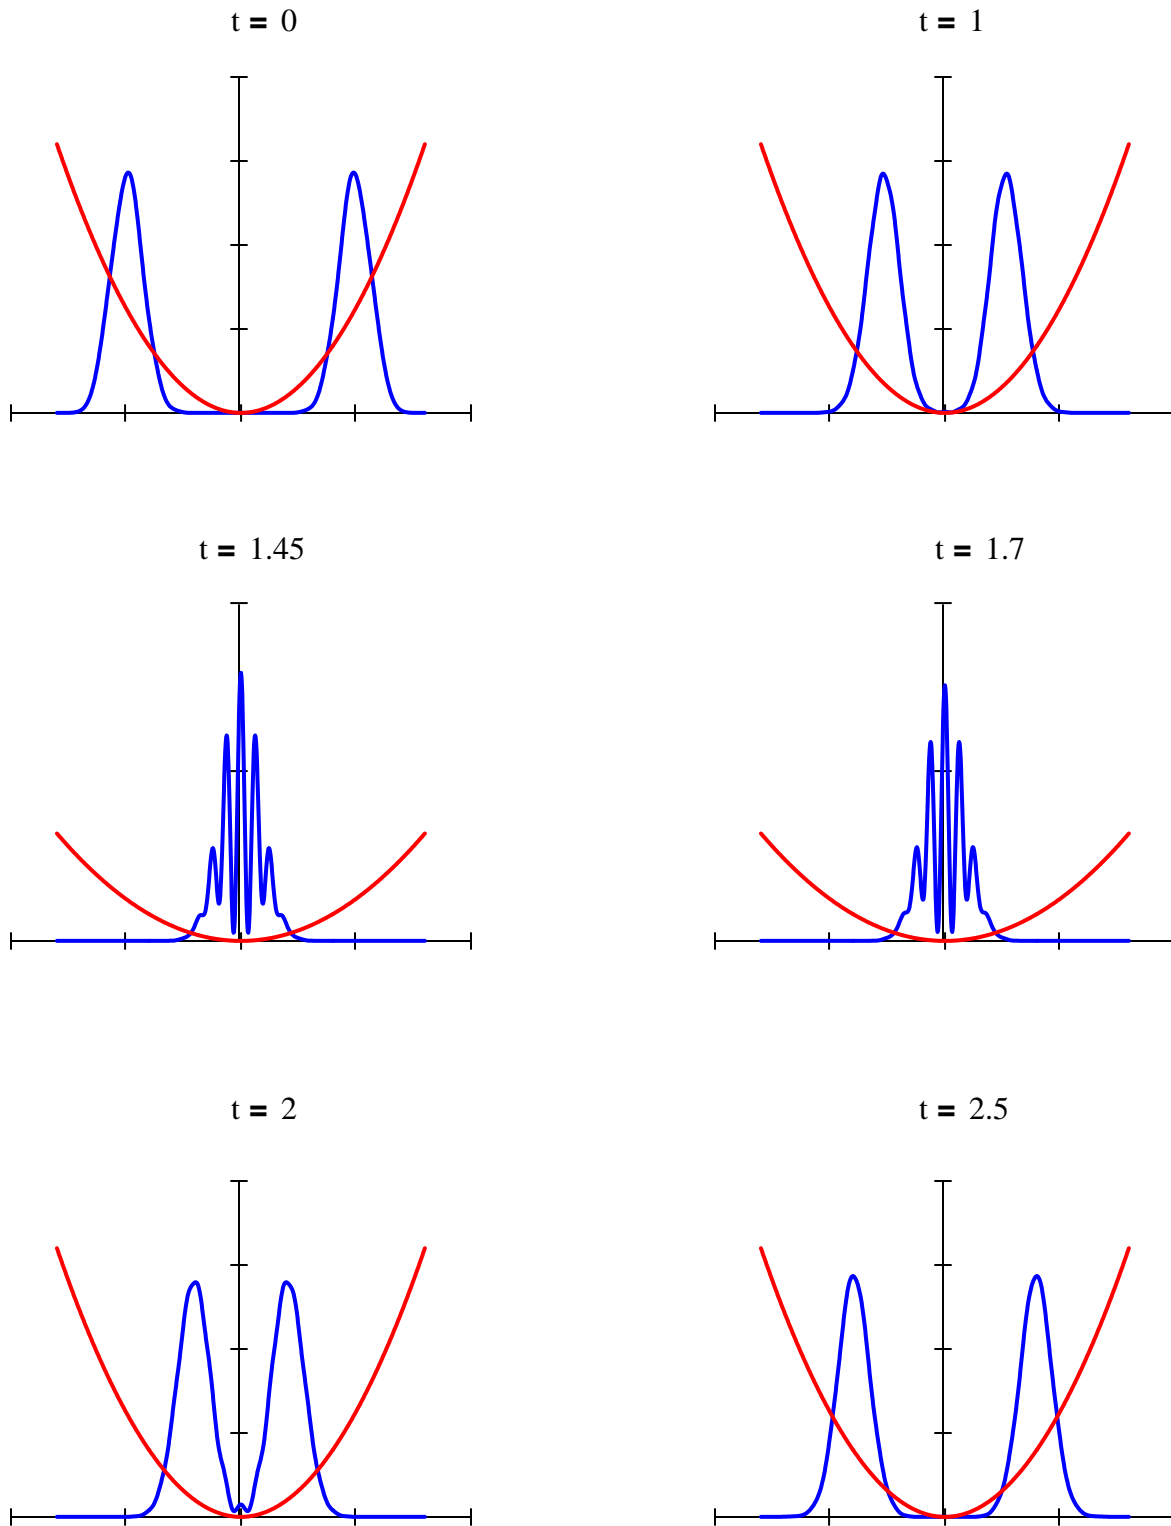 t = 0
t = 1
t = 1.45
t = 1.7
t = 2
t = 2.5